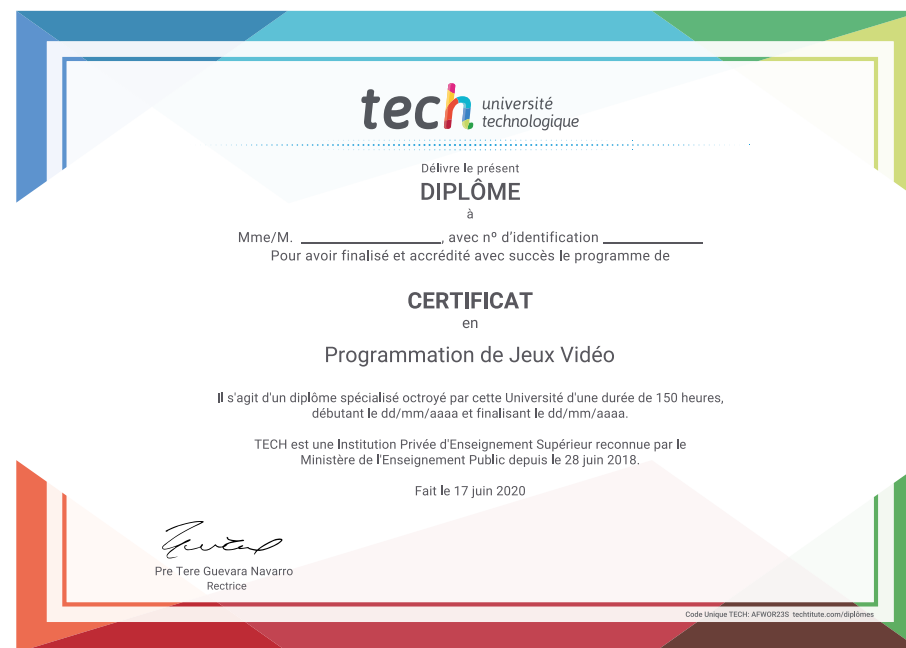 tech université
technologique
Délivre le présent
DIPLÔME
à
Mme/M. ____________________, avec nº d'identification ______________
Pour avoir finalisé et accrédité avec succès le programme de
CERTIFICAT
en
Programmation de Jeux Vidéo
Il s'agit d'un diplôme spécialisé octroyé par cette Université d'une durée de 150 heures,
débutant le dd/mm/aaaa et finalisant le dd/mm/aaaa.
TECH est une Institution Privée d'Enseignement Supérieur reconnue par le
Ministère de l'Enseignement Public depuis le 28 juin 2018.
Fait le 17 juin 2020
Pre Tere Guevara Navarro
Rectrice
Code Unique TECH: AFWOR23S techtitute.com/diplômes